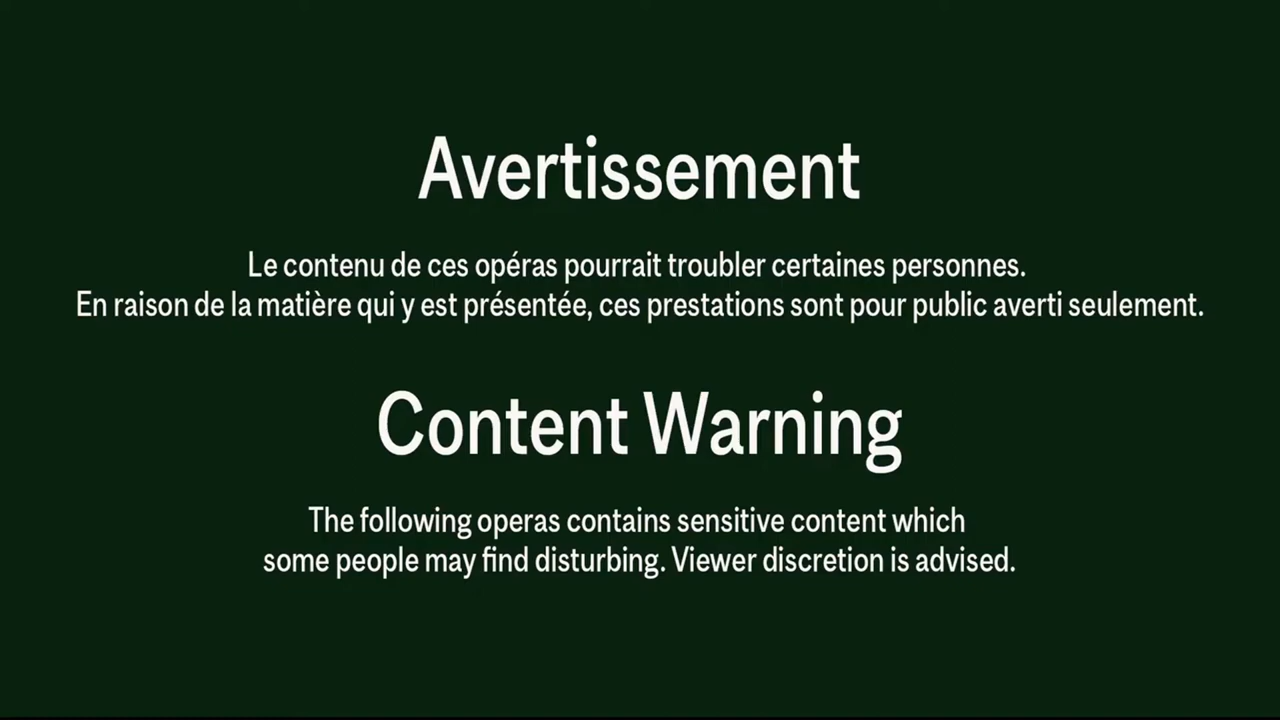 Avertissement
Le contenu de ces opéras pourrait troubler certaines personnes.
En raison de la matière qui y est présentée, ces prestations sont pour public averti seulement.
Content Warning
The following operas contains sensitive content which
some people may find disturbing. Viewer discretion is advised.